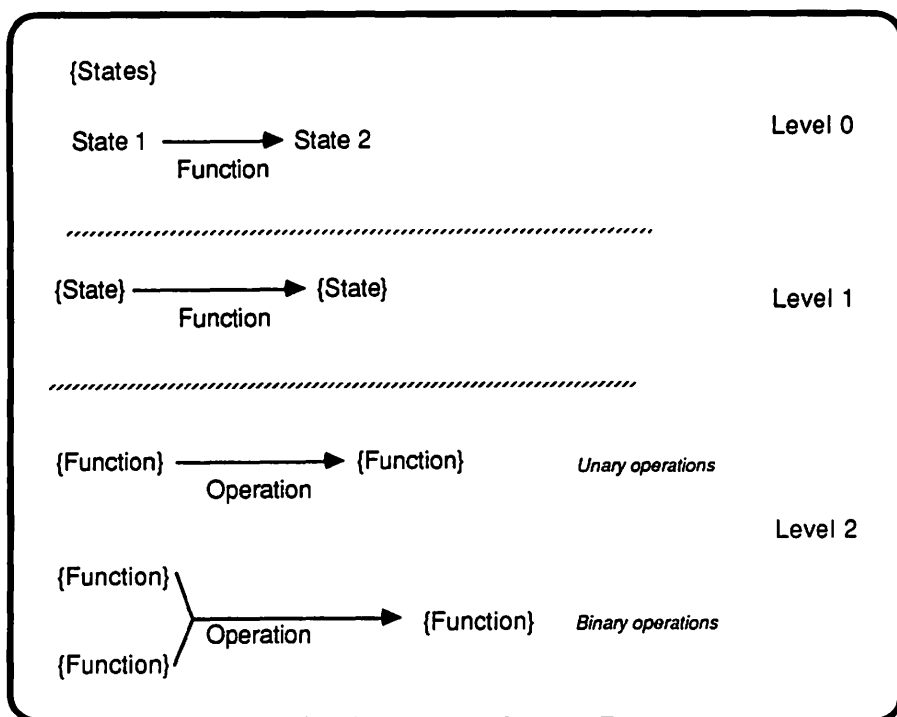 {States}
State 1 State 2
Function
Level 0
{State} {State}
Function
Level 1
{Function} {Function} Unary operations
Operation
Level 2
{Function}
Operation {Function} Binary operations
{Function}